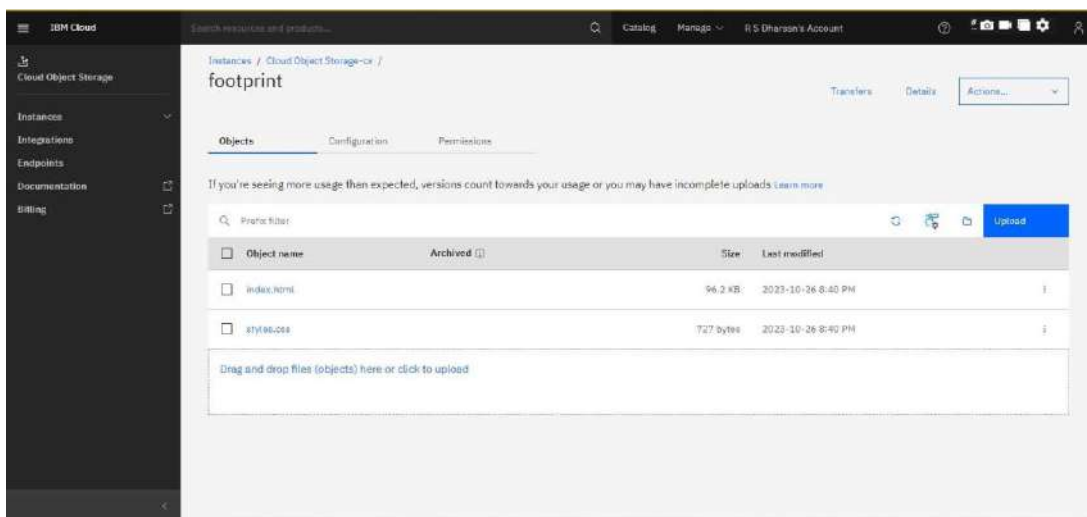 IBM Cloud
Search resources and products...
Catalog
Manage
R S Dharsan's Account
Cloud Object Storage
Instances
Integrations
Endpoints
Documentation
Billing
Instances / Cloud Object Storage-cv /
footprint
Transfers
Details
Actions...
Objects
Configuration
Permissions
If you're seeing more usage than expected, versions count towards your usage or you may have incomplete uploads Learn more
Prefix filter
Upload
Object name
Archived
Size
Last modified
index.html
96.2 KB
2023-10-26 8:40 PM
styles.css
727 bytes
2023-10-26 8:40 PM
Drag and drop files (objects) here or click to upload